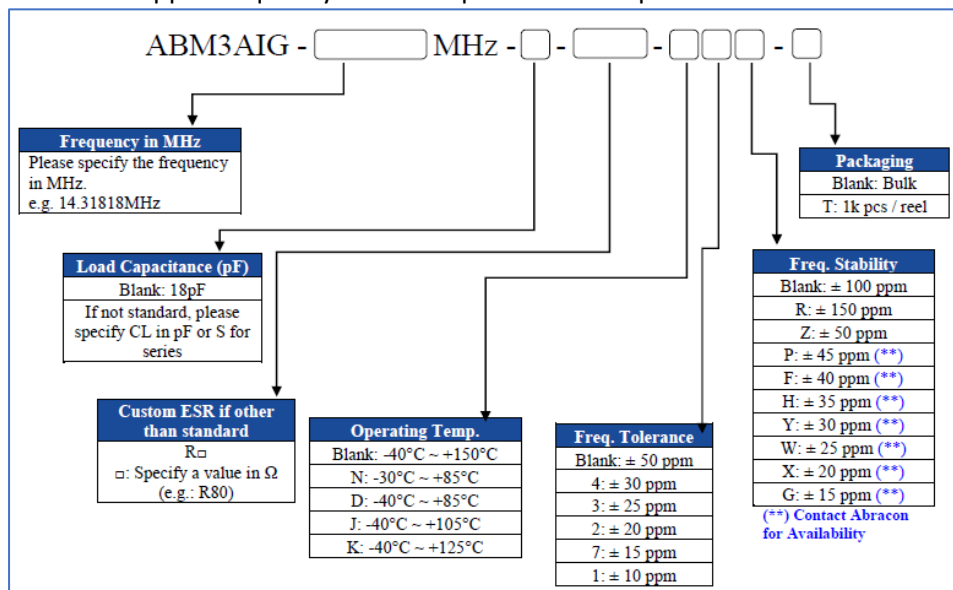 ABM3AIG - MHz - - - -
Frequency in MHz
Please specify the frequency
in MHz.
e.g. 14.31818MHz
Load Capacitance (pF)
Blank: 18pF
If not standard, please
specify CL in pF or S for
series
Custom ESR if other
than standard
R□
□: Specify a value in Ω
(e.g.: R80)
Operating Temp.
Blank: -40°C ~ +150°C
N: -30°C ~ +85°C
D: -40°C ~ +85°C
J: -40°C ~ +105°C
K: -40°C ~ +125°C
Freq. Tolerance
Blank: ± 50 ppm
4: ± 30 ppm
3: ± 25 ppm
2: ± 20 ppm
7: ± 15 ppm
1: ± 10 ppm
Freq. Stability
Blank: ± 100 ppm
R: ± 150 ppm
Z: ± 50 ppm
P: ± 45 ppm (**)
F: ± 40 ppm (**)
H: ± 35 ppm (**)
Y: ± 30 ppm (**)
W: ± 25 ppm (**)
X: ± 20 ppm (**)
G: ± 15 ppm (**)
(**) Contact Abracon
for Availability
Packaging
Blank: Bulk
T: 1k pcs / reel